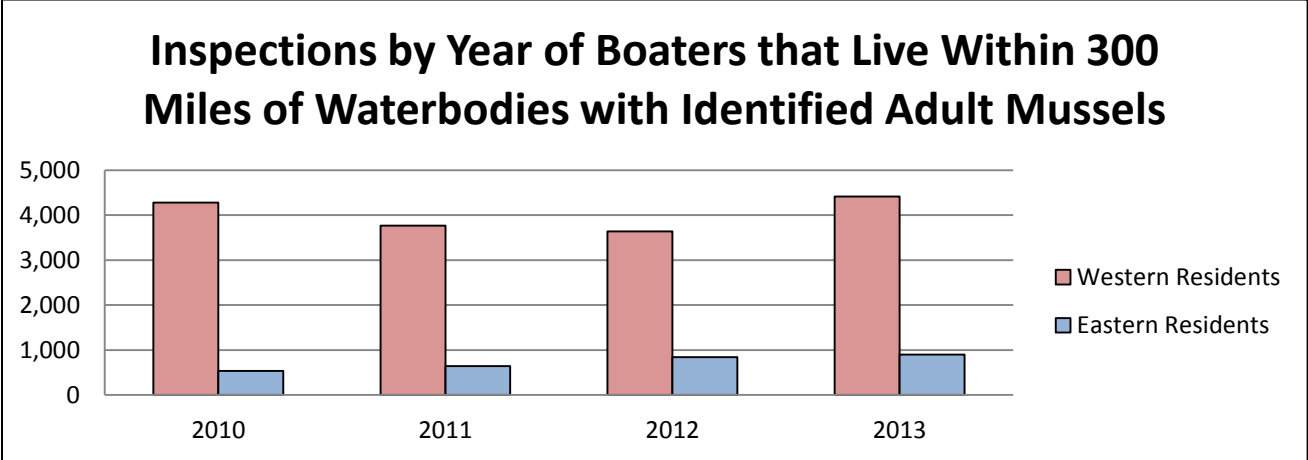 Inspections by Year of Boaters that Live Within 300
Miles of Waterbodies with Identified Adult Mussels
5,000
4,000
3,000
2,000
1,000
0
2010 2011 2012 2013
Western Residents
Eastern Residents